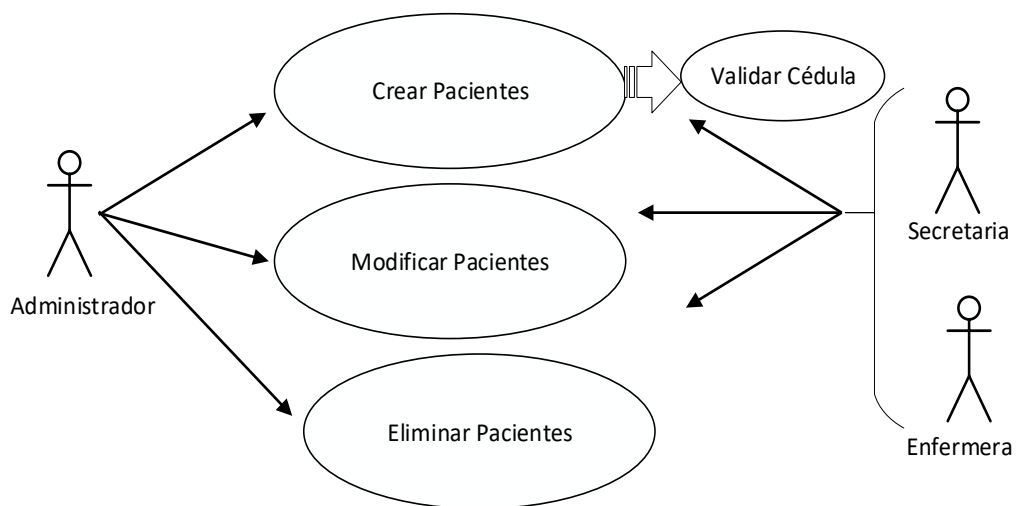 Crear Pacientes
Validar Cédula
Secretaria
Modificar Pacientes
Administrador
Eliminar Pacientes
Enfermera